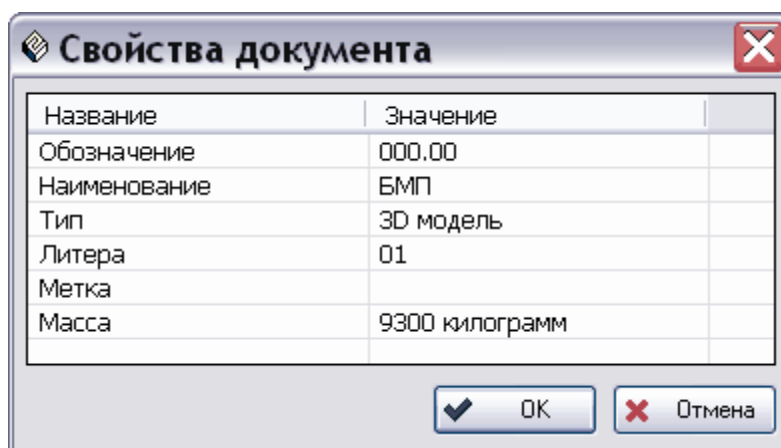 Свойства документа
Название Значение
Обозначение 000.00
Наименование БМП
Тип 3D модель
Литера 01
Метка
Масса 9300 килограмм
OK Отмена